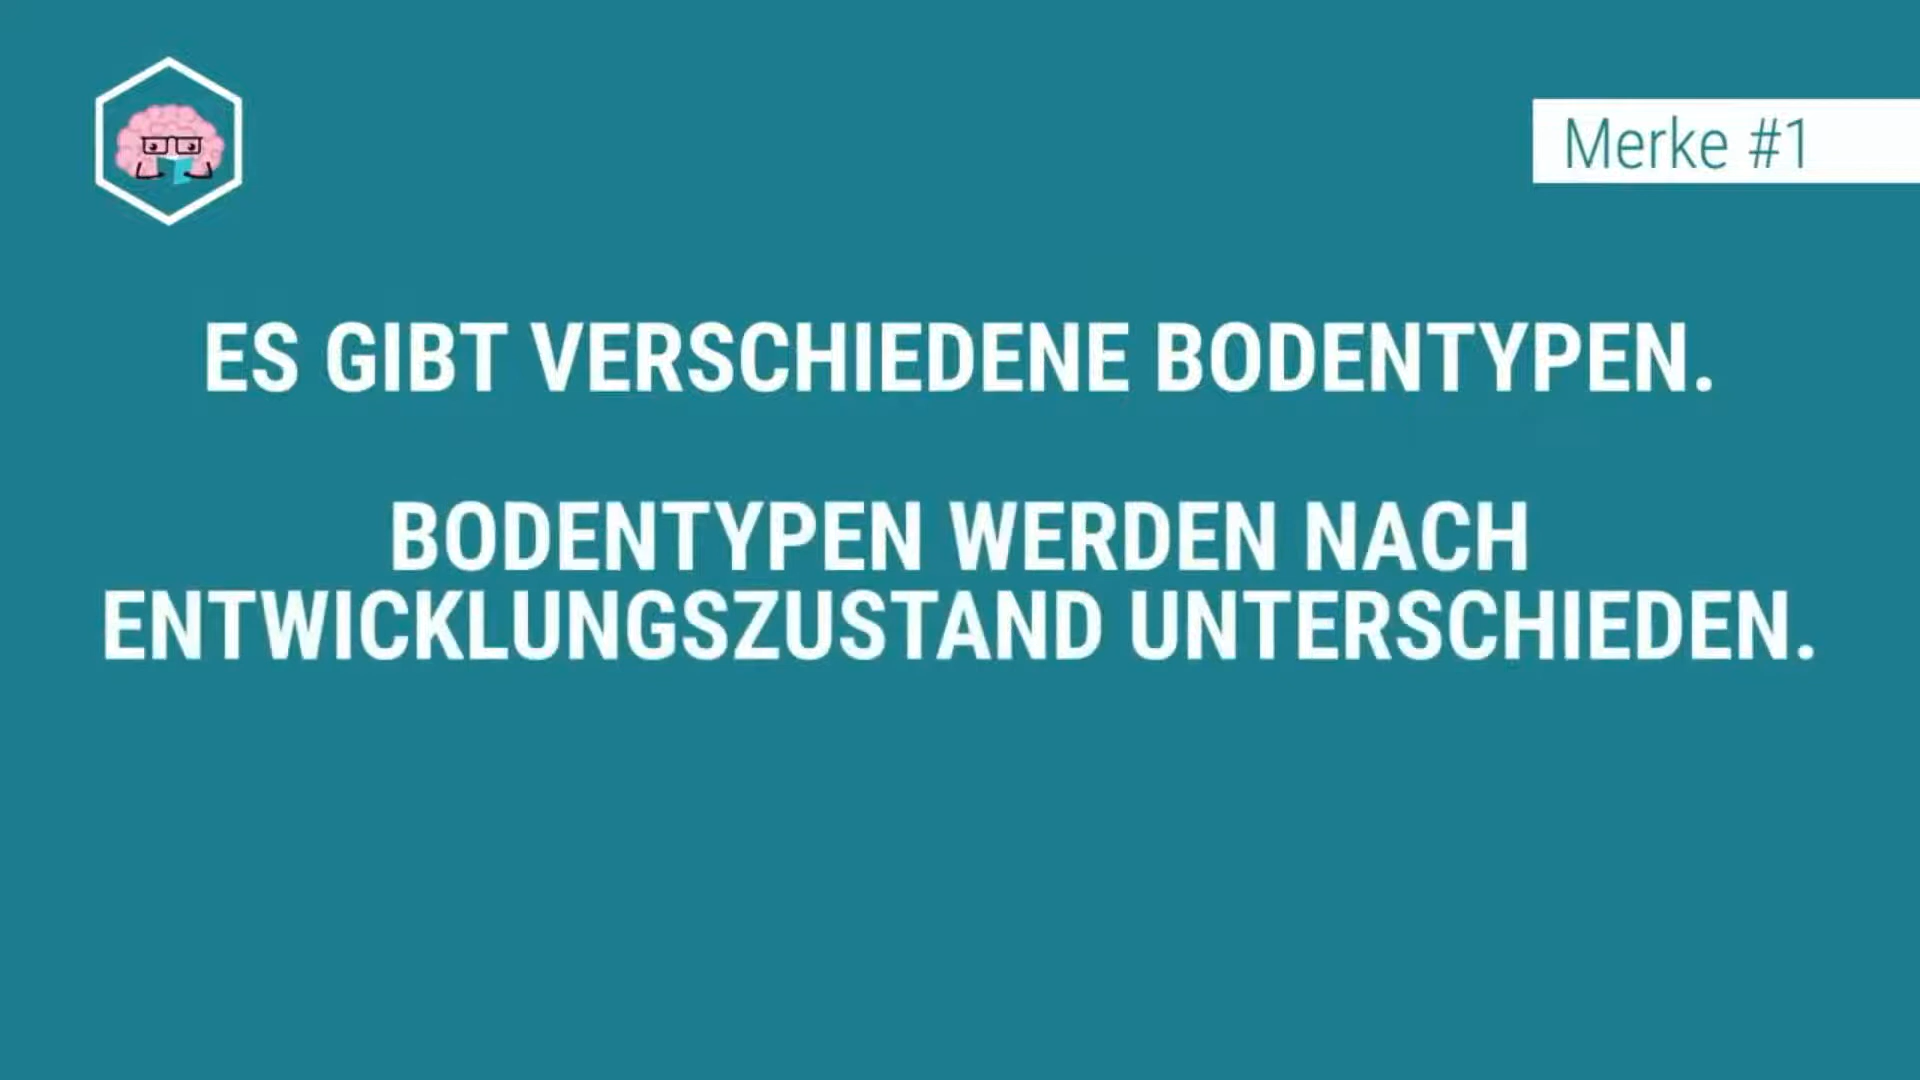 Merke #1
ES GIBT VERSCHIEDENE BODENTYPEN.
BODENTYPEN WERDEN NACH
ENTWICKLUNGSZUSTAND UNTERSCHIEDEN.